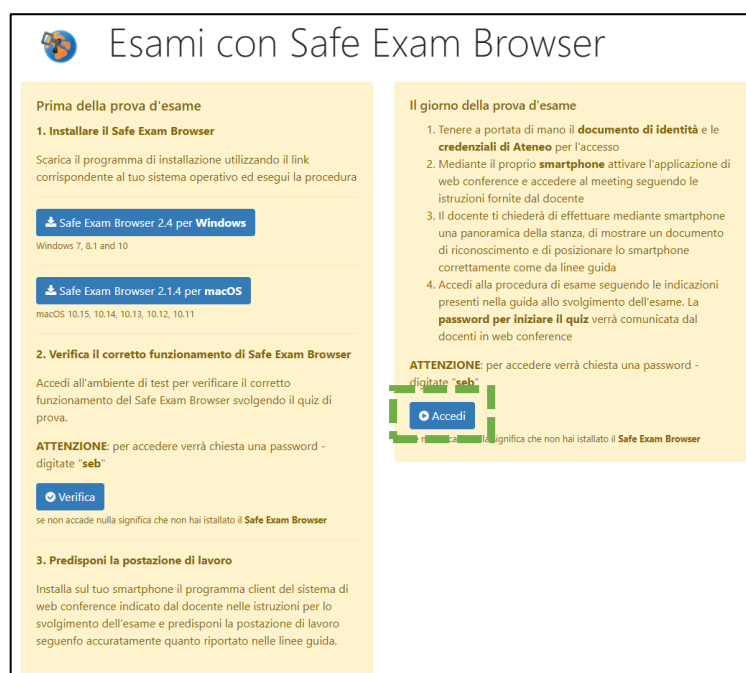 Esami con Safe Exam Browser
Prima della prova d'esame
1. Installare il Safe Exam Browser
Scarica il programma di installazione utilizzando il link
corrispondente al tuo sistema operativo ed esegui la procedura
Safe Exam Browser 2.4 per Windows
Windows 7, 8.1 and 10
Safe Exam Browser 2.1.4 per macOS
macOS 10.15, 10.14, 10.13, 10.12, 10.11
2. Verifica il corretto funzionamento di Safe Exam Browser
Accedi all'ambiente di test per verificare il corretto
funzionamento del Safe Exam Browser svolgendo il quiz di
prova.
ATTENZIONE: per accedere verrà chiesta una password -
digitate "seb"
Verifica
se non accade nulla significa che non hai istallato il Safe Exam Browser
3. Predisponi la postazione di lavoro
Installa sul tuo smartphone il programma client del sistema di
web conference indicato dal docente nelle istruzioni per lo
svolgimento dell'esame e predisponi la postazione di lavoro
seguenfo accuratamente quanto riportato nelle linee guida.
Il giorno della prova d'esame
1. Tenere a portata di mano il documento di identità e le
credenziali di Ateneo per l'accesso
2. Mediante il proprio smartphone attivare l'applicazione di
web conference e accedere al meeting seguendo le
istruzioni fornite dal docente
3. Il docente ti chiederà di effettuare mediante smartphone
una panoramica della stanza, di mostrare un documento
di riconoscimento e di posizionare lo smartphone
correttamente come da linee guida
4. Accedi alla procedura di esame seguendo le indicazioni
presenti nella guida allo svolgimento dell'esame. La
password per iniziare il quiz verrà comunicata dal
docenti in web conference
ATTENZIONE: per accedere verrà chiesta una password -
digitate "seb"
Accedi
significa che non hai istallato il Safe Exam Browser